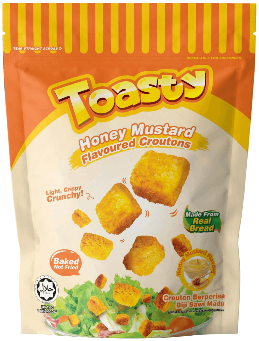 Toasty
Honey Mustard
Flavoured Croutons
Light, Crispy
Crunchy!
Made From
Real
Bread
Baked
Not Fried
Crouton Berperisa
Biji Sawi Madu